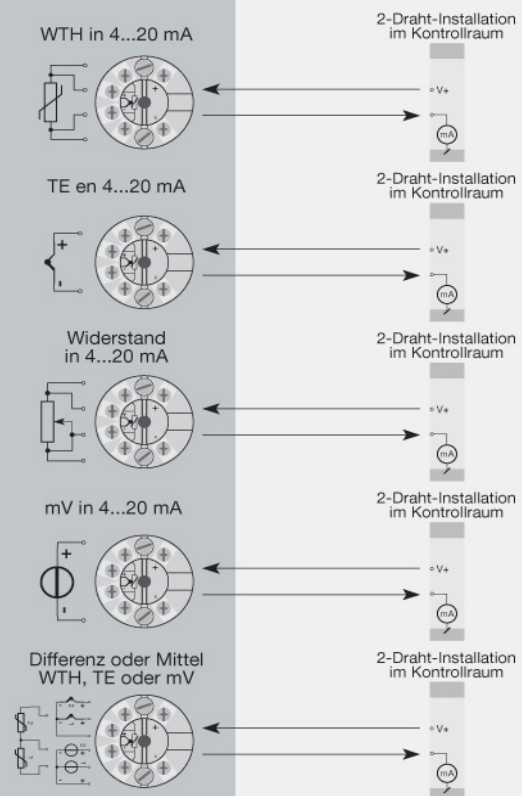 WTH in 4...20 mA
2-Draht-Installation
im Kontrollraum
+
-
V+
mA
TE en 4...20 mA
2-Draht-Installation
im Kontrollraum
+
-
+
-
V+
mA
Widerstand
in 4...20 mA
2-Draht-Installation
im Kontrollraum
+
-
V+
mA
mV in 4...20 mA
2-Draht-Installation
im Kontrollraum
+
-
+
-
V+
mA
Differenz oder Mittel
WTH, TE oder mV
2-Draht-Installation
im Kontrollraum
+
-
V+
mA